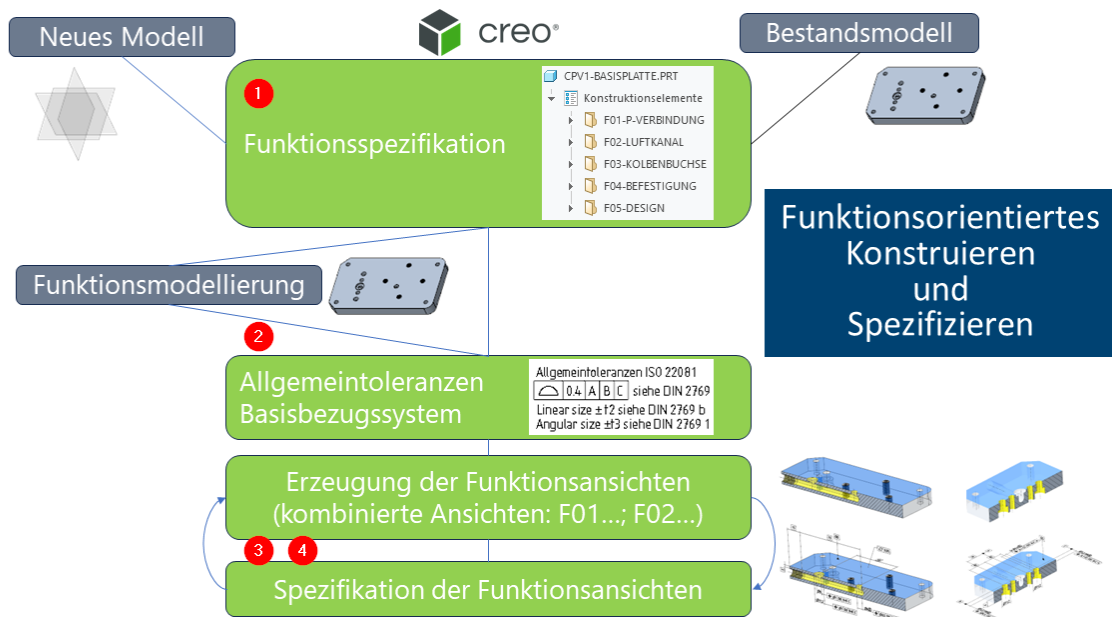 Neues Modell
creo®
Bestandsmodell
1
Funktionsspezifikation
CPV1-BASISPLATTE.PRT
Konstruktionselemente
F01-P-VERBINDUNG
F02-LUFTKANAL
F03-KOLBENBUCHSE
F04-BEFESTIGUNG
F05-DESIGN
Funktionsorientiertes
Konstruieren
und
Spezifizieren
Funktionsmodellierung
2
Allgemeintoleranzen
Basisbezugssystem
Allgemeintoleranzen ISO 22081
0.4 A B C siehe DIN 2769
Linear size ±t2 siehe DIN 2769 b
Angular size ±t3 siehe DIN 2769 1
Erzeugung der Funktionsansichten
(kombinierte Ansichten: F01...; F02...)
3 4
Spezifikation der Funktionsansichten